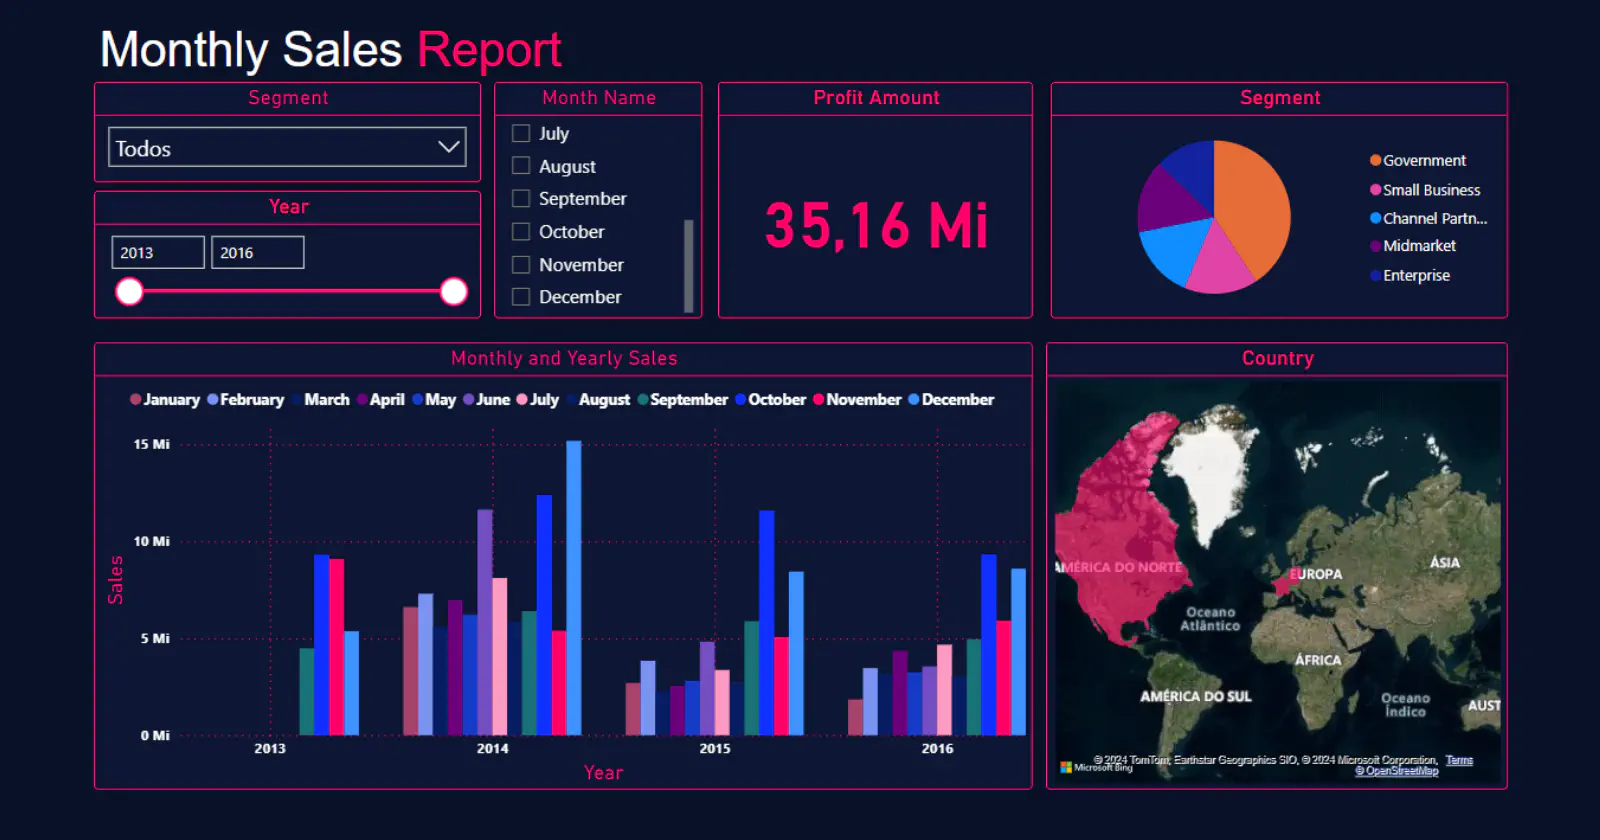 Monthly Sales Report
Segment
Todos
Year
2013 2016
Month Name
July
August
September
October
November
December
Profit Amount
35,16 Mi
Segment
Government
Small Business
Channel Partn...
Midmarket
Enterprise
Monthly and Yearly Sales
January February March April May June July August September October November December
15 Mi
10 Mi
5 Mi
0 Mi
Sales
2013 2014 2015 2016
Year
Country
AMÉRICA DO NORTE
EUROPA
ÁSIA
Oceano
Atlântico
ÁFRICA
AMÉRICA DO SUL
Oceano
Índico
AUST
Microsoft Bing
© 2024 TomTom, Earthstar Geographics SIO, © 2024 Microsoft Corporation, Terms
© OpenStreetMap